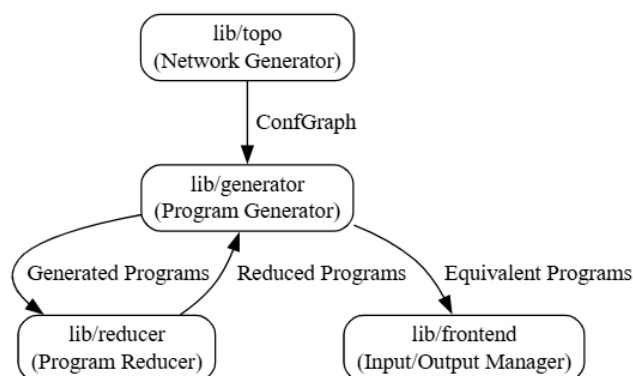 lib/topo
(Network Generator)
ConfGraph
lib/generator
(Program Generator)
Generated Programs
Reduced Programs
Equivalent Programs
lib/reducer
(Program Reducer)
lib/frontend
(Input/Output Manager)